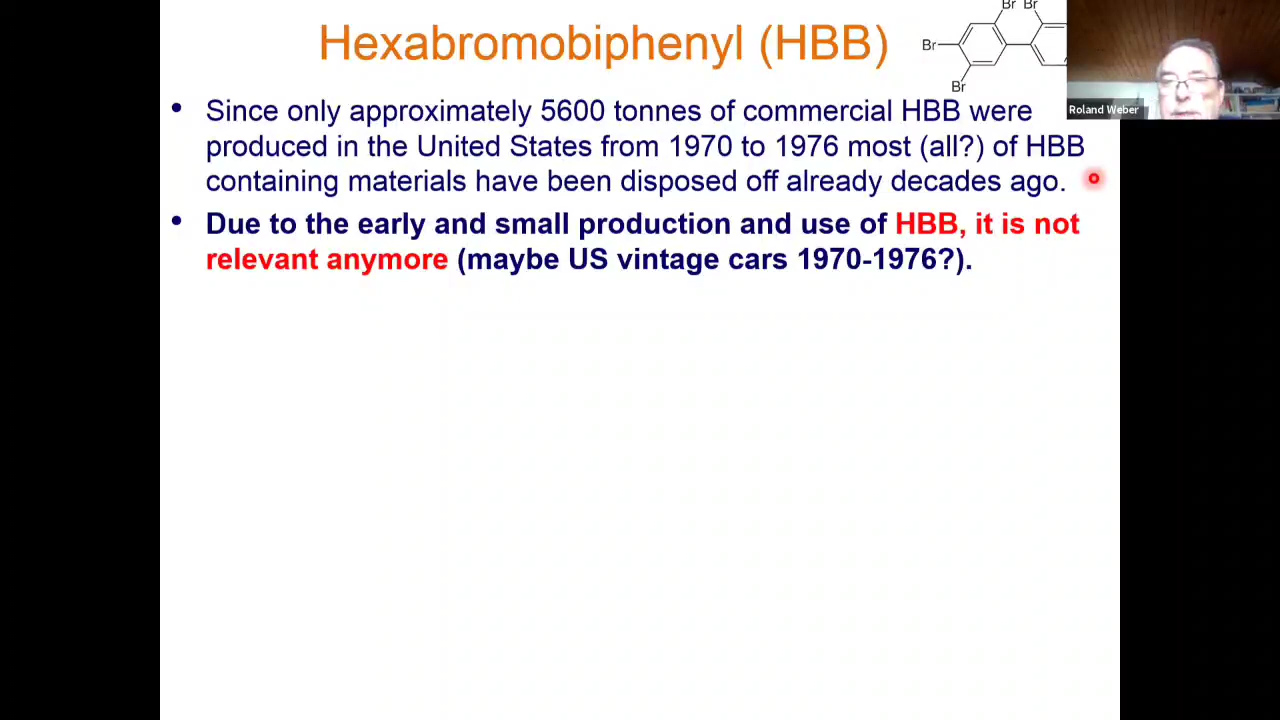 Hexabromobiphenyl (HBB)
Br Br
Br
Br
Roland Weber
• Since only approximately 5600 tonnes of commercial HBB were
produced in the United States from 1970 to 1976 most (all?) of HBB
containing materials have been disposed off already decades ago.
• Due to the early and small production and use of HBB, it is not
relevant anymore (maybe US vintage cars 1970-1976?).